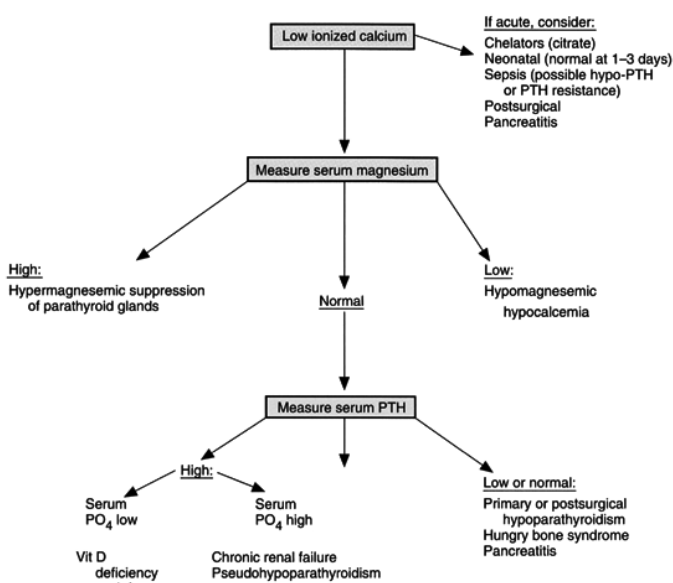 Low ionized calcium
If acute, consider:
Chelators (citrate)
Neonatal (normal at 1–3 days)
Sepsis (possible hypo-PTH
or PTH resistance)
Postsurgical
Pancreatitis
Measure serum magnesium
High:
Hypermagnesemic suppression
of parathyroid glands
Normal
Low:
Hypomagnesemic
hypocalcemia
Measure serum PTH
High:
Serum
PO4 low
Vit D
deficiency
Serum
PO4 high
Chronic renal failure
Pseudohypoparathyroidism
Low or normal:
Primary or postsurgical
hypoparathyroidism
Hungry bone syndrome
Pancreatitis